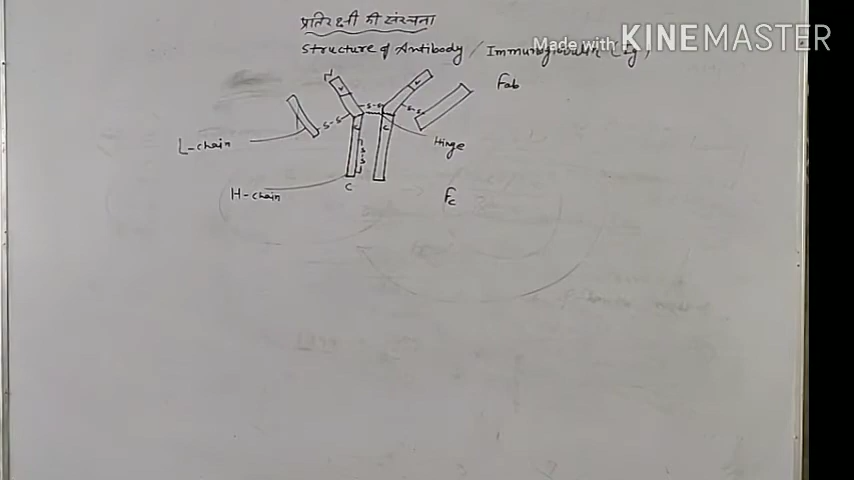 प्रतिरक्षी की संरचना
Structure of Antibody / Immunoglobulin (Ig)
Made with KINEMASTER
N
V
V
Fab
S-S
S-S
S-S
L-chain
C
C
Hinge
S
S
H-chain
C
Fc